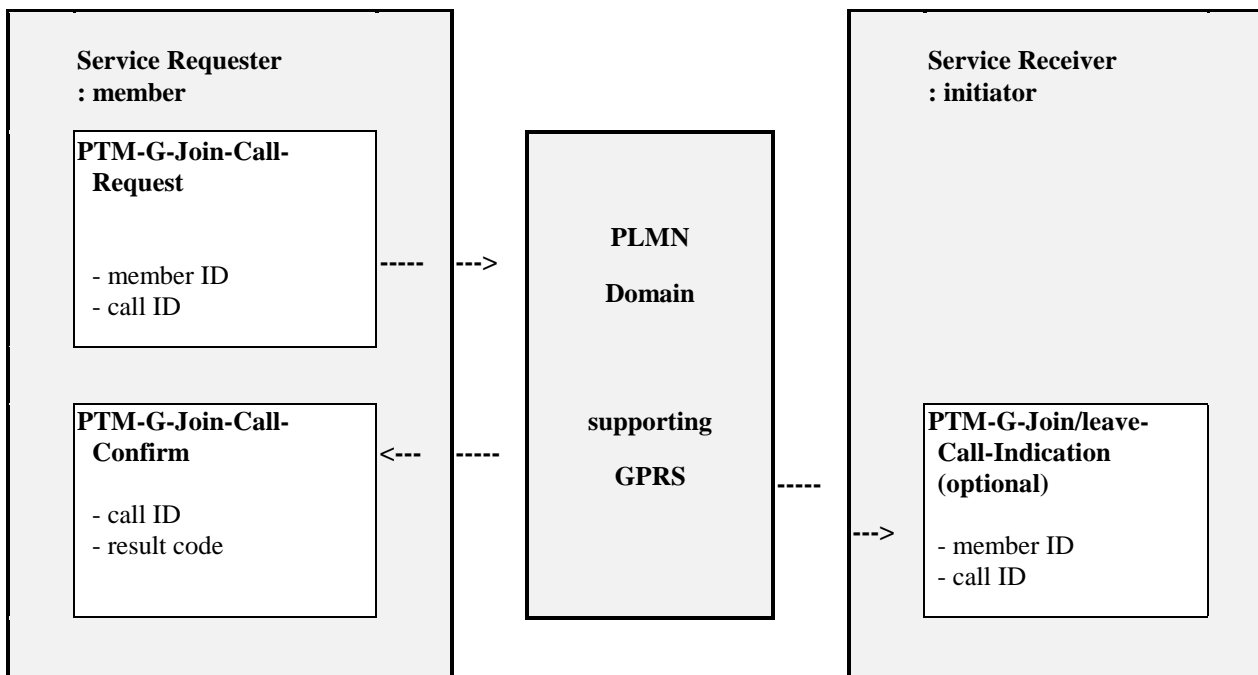 Service Requester
: member
PTM-G-Join-Call-
Request
- member ID
- call ID
----- --->
PTM-G-Join-Call-
Confirm
- call ID
- result code
<--- -----
PLMN
Domain
supporting
GPRS
----- --->
Service Receiver
: initiator
PTM-G-Join/leave-
Call-Indication
(optional)
- member ID
- call ID